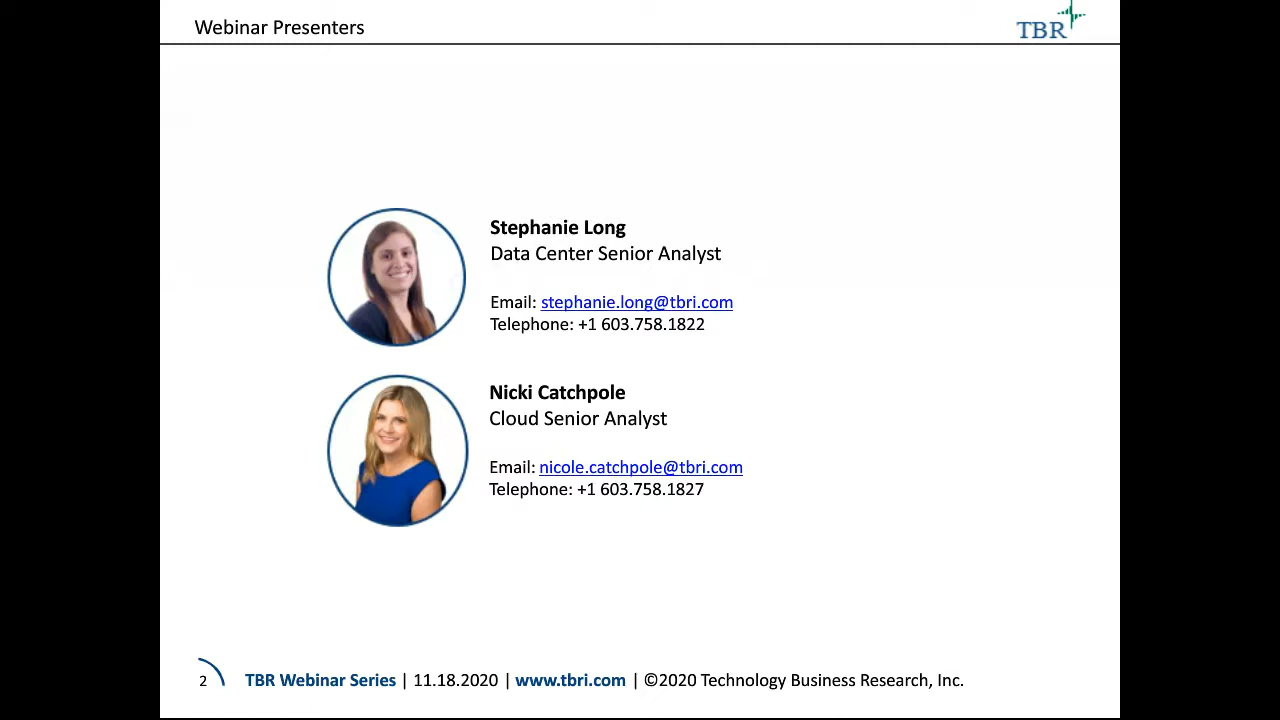 Webinar Presenters
TBR
Stephanie Long
Data Center Senior Analyst
Email: stephanie.long@tbri.com
Telephone: +1 603.758.1822
Nicki Catchpole
Cloud Senior Analyst
Email: nicole.catchpole@tbri.com
Telephone: +1 603.758.1827
2 TBR Webinar Series | 11.18.2020 | www.tbri.com | ©2020 Technology Business Research, Inc.